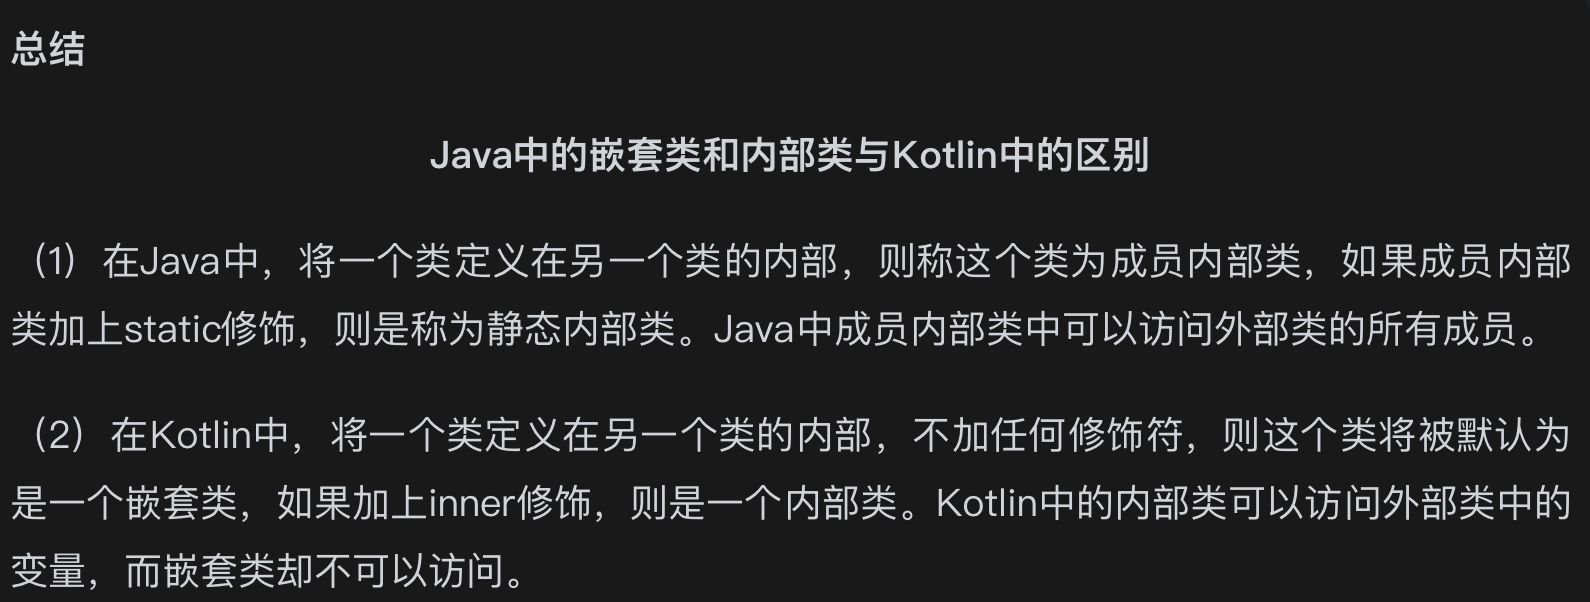 总结
Java中的嵌套类和内部类与Kotlin中的区别
（1）在Java中，将一个类定义在另一个类的内部，则称这个类为成员内部类，如果成员内部
类加上static修饰，则是称为静态内部类。Java中成员内部类中可以访问外部类的所有成员。
（2）在Kotlin中，将一个类定义在另一个类的内部，不加任何修饰符，则这个类将被默认为
是一个嵌套类，如果加上inner修饰，则是一个内部类。Kotlin中的内部类可以访问外部类中的
变量，而嵌套类却不可以访问。